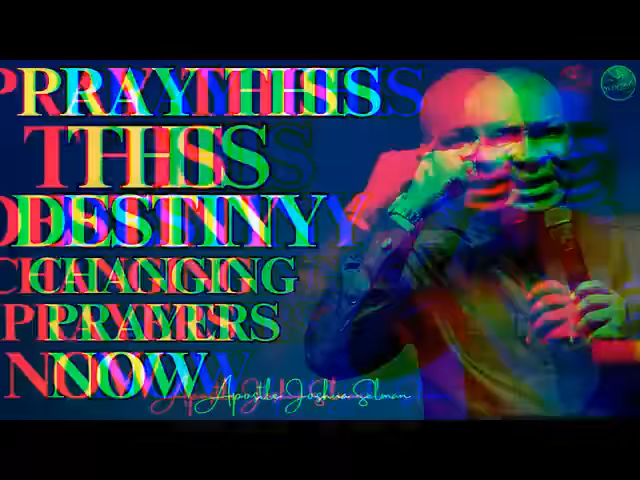 PRAY THIS
THIS
DESTINY
CHANGING
PRAYERS
NOW
Apostle Joshua Selman